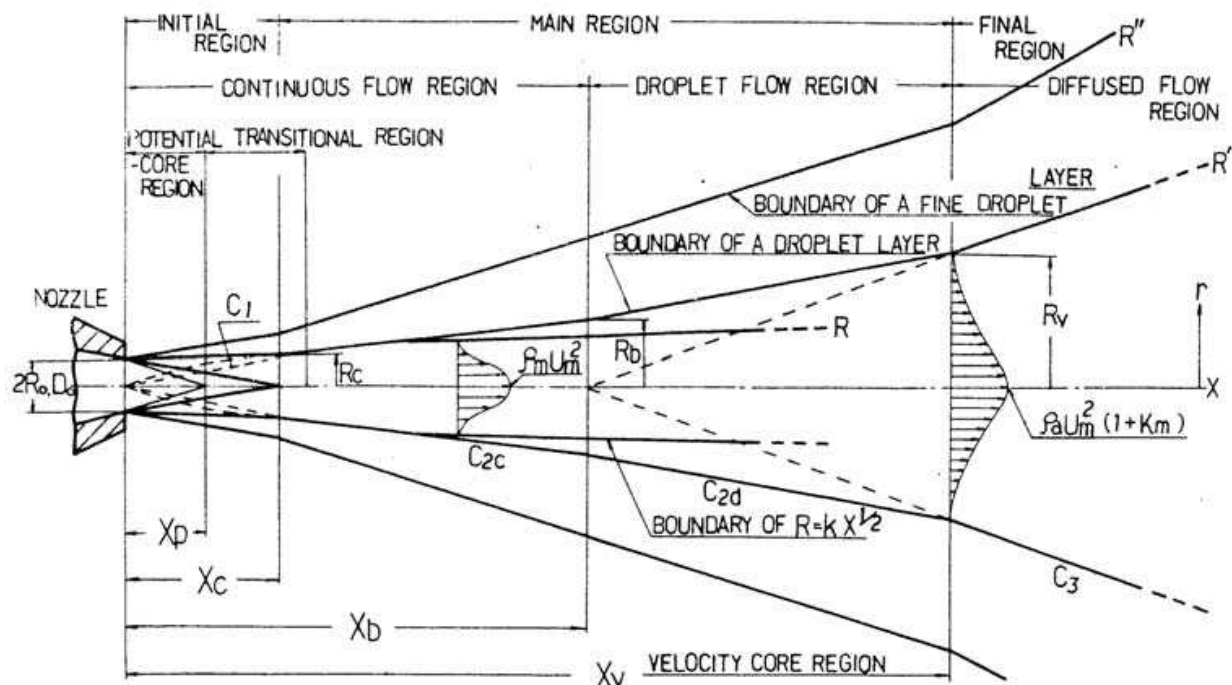 INITIAL REGION
MAIN REGION
FINAL REGION
R"
CONTINUOUS FLOW REGION
DROPLET FLOW REGION
DIFFUSED FLOW REGION
POTENTIAL-CORE REGION
TRANSITIONAL REGION
R'
BOUNDARY OF A FINE DROPLET LAYER
BOUNDARY OF A DROPLET LAYER
NOZZLE
C1
2R₀,D₀
Rc
ρmUm²
Rb
R
Rv
r
X
ρaUm²(1+Km)
C2c
C2d
BOUNDARY OF R=kX^1/2
C3
Xp
Xc
Xb
Xv
VELOCITY CORE REGION